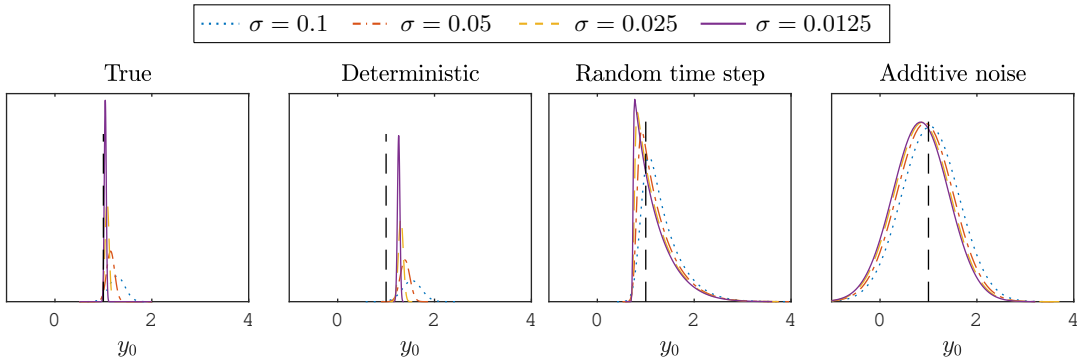 σ = 0.1 σ = 0.05 σ = 0.025 σ = 0.0125
True Deterministic Random time step Additive noise
0 2 4 0 2 4 0 2 4 0 2 4
y₀ y₀ y₀ y₀